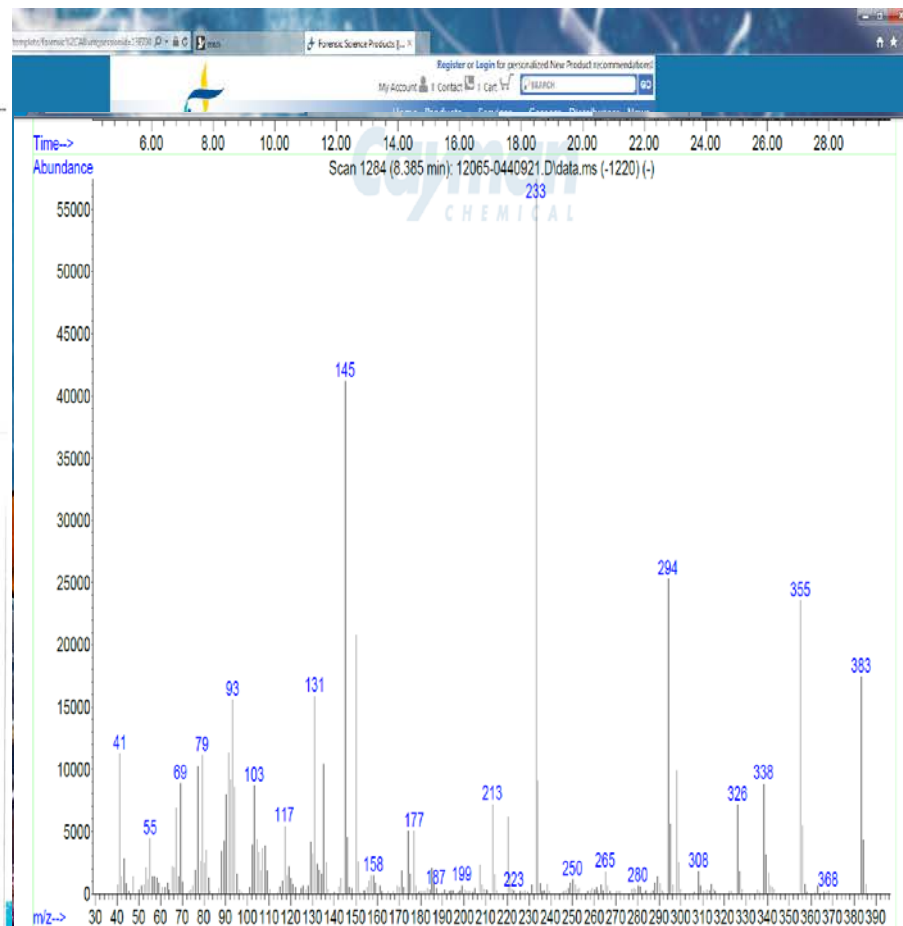 Forensic Science Products |...
Register or Login for personalized New Product recommendations!
My Account | Contact | Cart SEARCH GO
Home Products Services Careers Distributors News
Time--> 6.00 8.00 10.00 12.00 14.00 16.00 18.00 20.00 22.00 24.00 26.00 28.00
Abundance Scan 1284 (8.385 min): 12065-0440921.D\data.ms (-1220) (-)
Cayman
CHEMICAL
233
55000
50000
45000
145
40000
35000
30000
294
25000
355
20000
383
93 131
15000
41 79
10000
69 103 338
213 326
117 177
5000
55
158 187 199 223 250 265 280 308 368
0
m/z--> 30 40 50 60 70 80 90 100 110 120 130 140 150 160 170 180 190 200 210 220 230 240 250 260 270 280 290 300 310 320 330 340 350 360 370 380 390